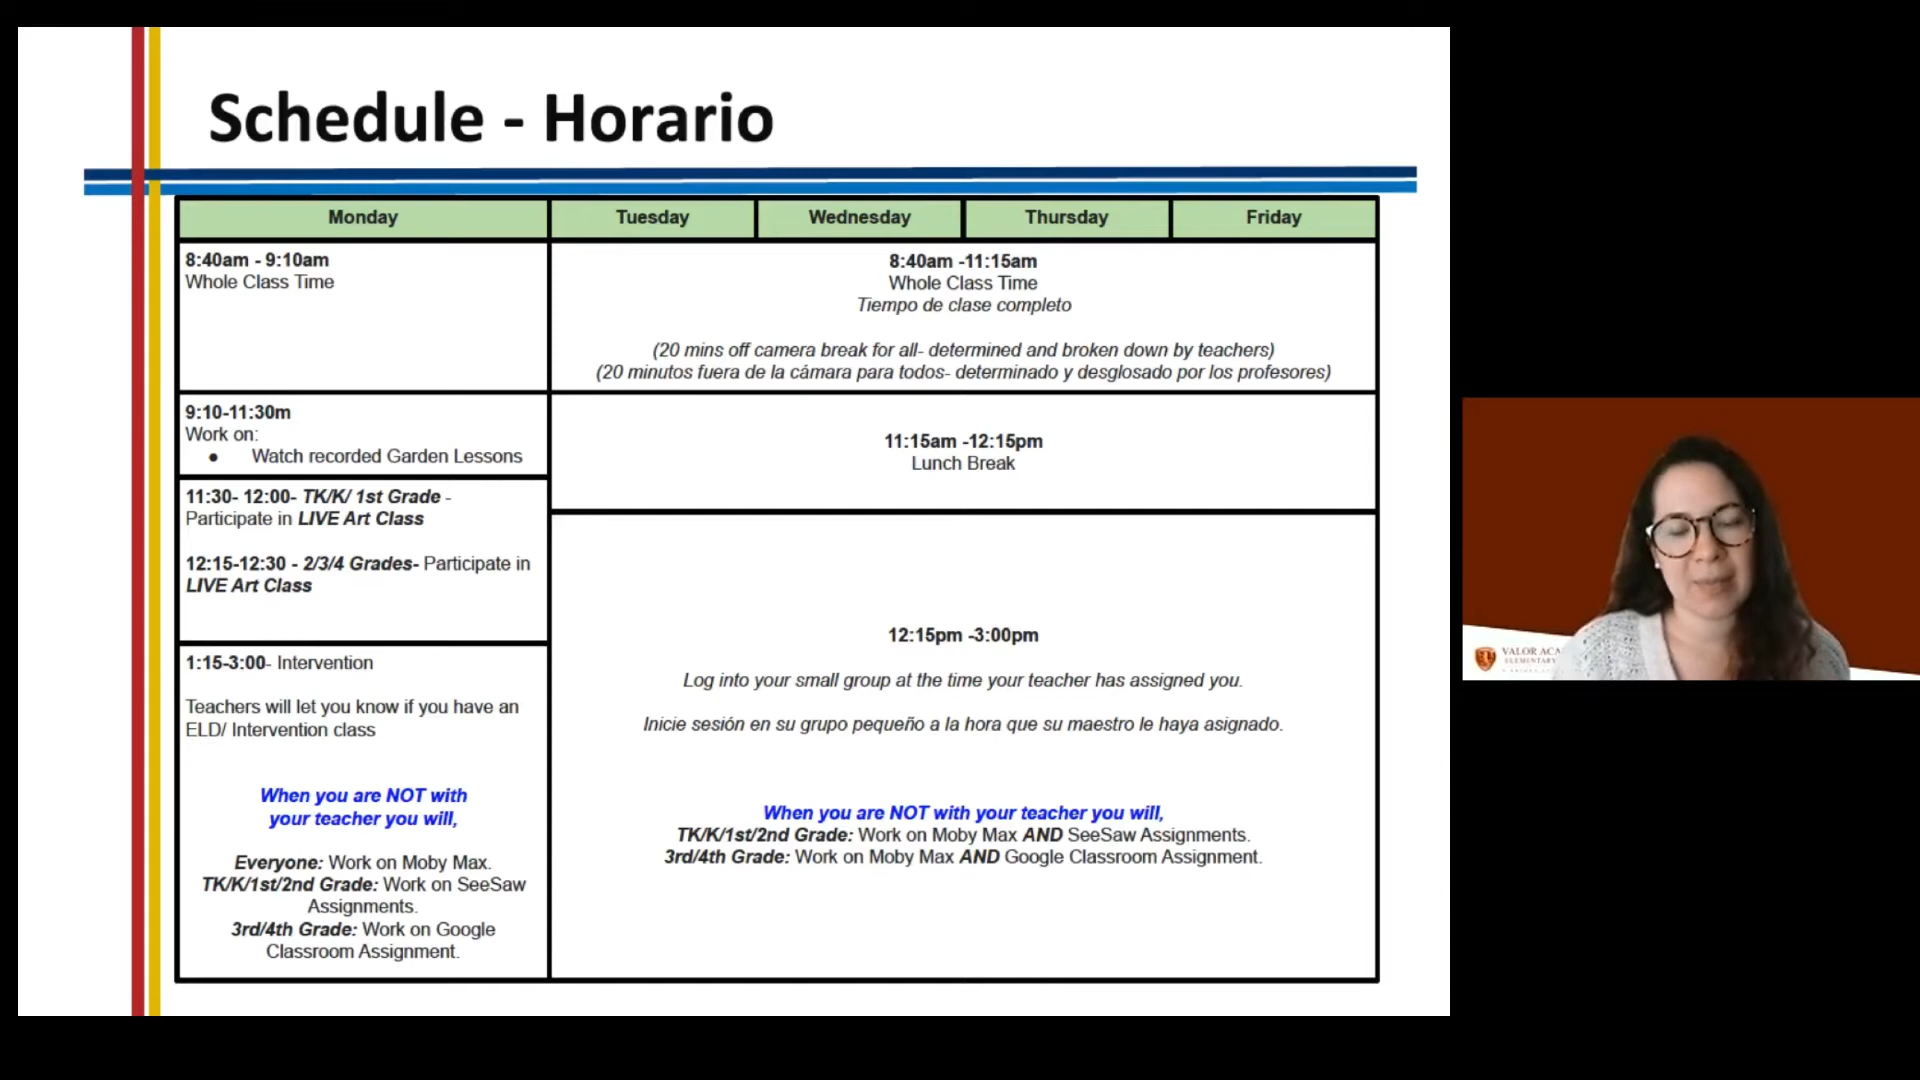 Schedule - Horario
Monday
Tuesday
Wednesday
Thursday
Friday
8:40am - 9:10am
Whole Class Time
8:40am -11:15am
Whole Class Time
Tiempo de clase completo
(20 mins off camera break for all- determined and broken down by teachers)
(20 minutos fuera de la cámara para todos- determinado y desglosado por los profesores)
9:10-11:30m
Work on:
● Watch recorded Garden Lessons
11:15am -12:15pm
Lunch Break
11:30- 12:00- TK/K/ 1st Grade -
Participate in LIVE Art Class
12:15-12:30 - 2/3/4 Grades- Participate in
LIVE Art Class
12:15pm -3:00pm
Log into your small group at the time your teacher has assigned you.
Inicie sesión en su grupo pequeño a la hora que su maestro le haya asignado.
When you are NOT with your teacher you will,
TK/K/1st/2nd Grade: Work on Moby Max AND SeeSaw Assignments.
3rd/4th Grade: Work on Moby Max AND Google Classroom Assignment.
1:15-3:00- Intervention
Teachers will let you know if you have an
ELD/ Intervention class
When you are NOT with
your teacher you will,
Everyone: Work on Moby Max.
TK/K/1st/2nd Grade: Work on SeeSaw
Assignments.
3rd/4th Grade: Work on Google
Classroom Assignment.
VALOR ACA
ELEMENTARY